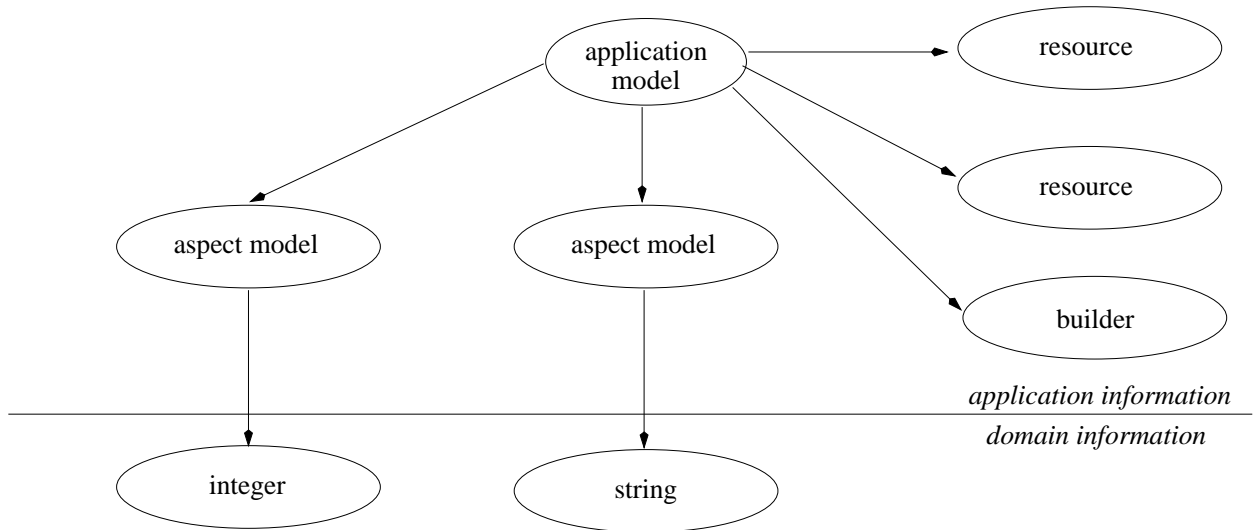 application
model
resource
resource
aspect model
aspect model
builder
application information
domain information
integer
string